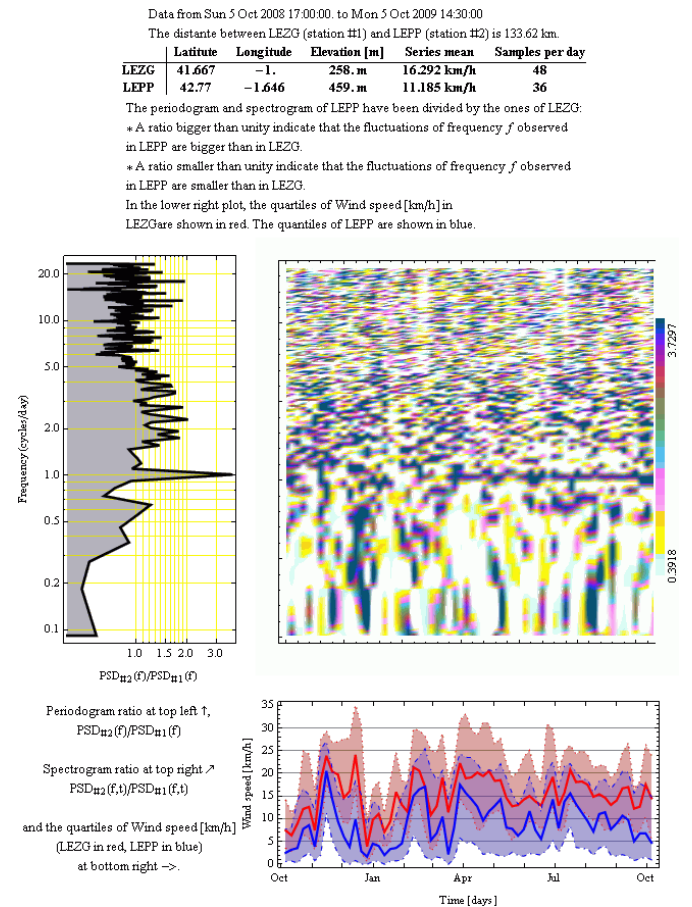 Data from Sun 5 Oct 2008 17:00:00. to Mon 5 Oct 2009 14:30:00
The distante between LEZG (station #1) and LEPP (station #2) is 133.62 km.
Latitute Longitude Elevation [m] Series mean Samples per day
LEZG 41.667 −1. 258. m 16.292 km/h 48
LEPP 42.77 −1.646 459. m 11.185 km/h 36
The periodogram and spectrogram of LEPP have been divided by the ones of LEZG:
* A ratio bigger than unity indicate that the fluctuations of frequency f observed
in LEPP are bigger than in LEZG.
* A ratio smaller than unity indicate that the fluctuations of frequency f observed
in LEPP are smaller than in LEZG.
In the lower right plot, the quartiles of Wind speed [km/h] in
LEZGare shown in red. The quantiles of LEPP are shown in blue.
Frequency (cycles/day)
20.0
10.0
5.0
2.0
1.0
0.5
0.2
0.1
1.0 1.5 2.0 3.0
PSD#2(f)/PSD#1(f)
3.7297
0.3918
Periodogram ratio at top left ↑,
PSD#2(f)/PSD#1(f)
Spectrogram ratio at top right ↗
PSD#2(f,t)/PSD#1(f,t)
and the quartiles of Wind speed [km/h]
(LEZG in red, LEPP in blue)
at bottom right −>.
Wind speed [km/h]
35
30
25
20
15
10
5
0
Oct Jan Apr Jul Oct
Time [days]